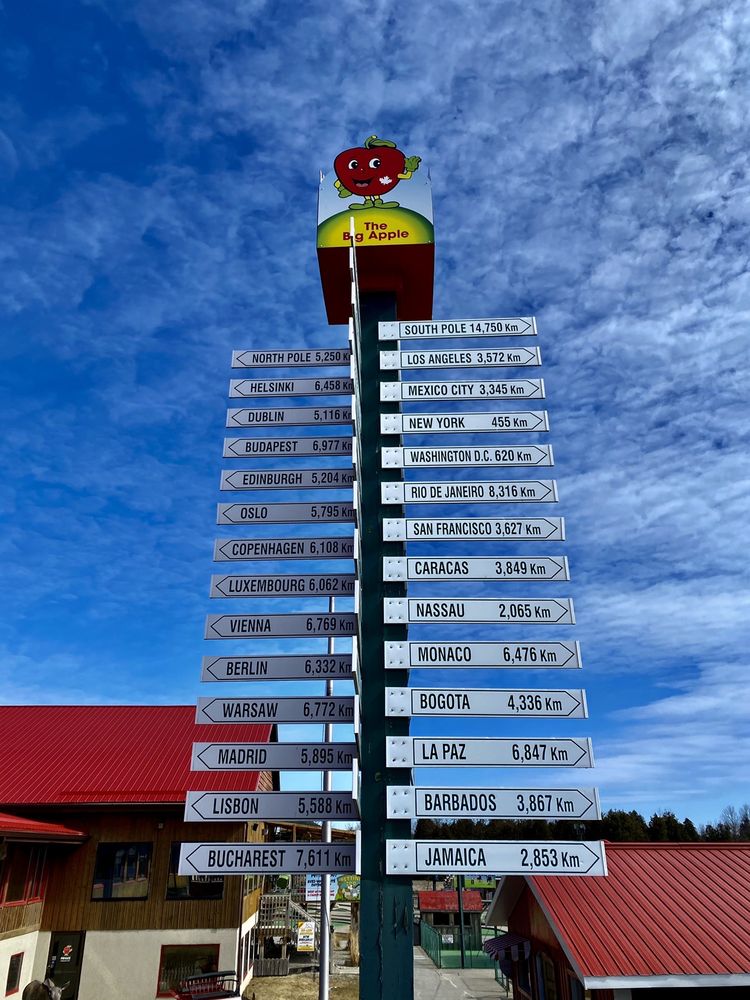 The
Big Apple
NORTH POLE 5,250 Km
HELSINKI 6,458 Km
DUBLIN 5,116 Km
BUDAPEST 6,977 Km
EDINBURGH 5,204 Km
OSLO 5,795 Km
COPENHAGEN 6,108 Km
LUXEMBOURG 6,062 Km
VIENNA 6,769 Km
BERLIN 6,332 Km
WARSAW 6,772 Km
MADRID 5,895 Km
LISBON 5,588 Km
BUCHAREST 7,611 Km
SOUTH POLE 14,750 Km
LOS ANGELES 3,572 Km
MEXICO CITY 3,345 Km
NEW YORK 455 Km
WASHINGTON D.C. 620 Km
RIO DE JANEIRO 8,316 Km
SAN FRANCISCO 3,627 Km
CARACAS 3,849 Km
NASSAU 2,065 Km
MONACO 6,476 Km
BOGOTA 4,336 Km
LA PAZ 6,847 Km
BARBADOS 3,867 Km
JAMAICA 2,853 Km